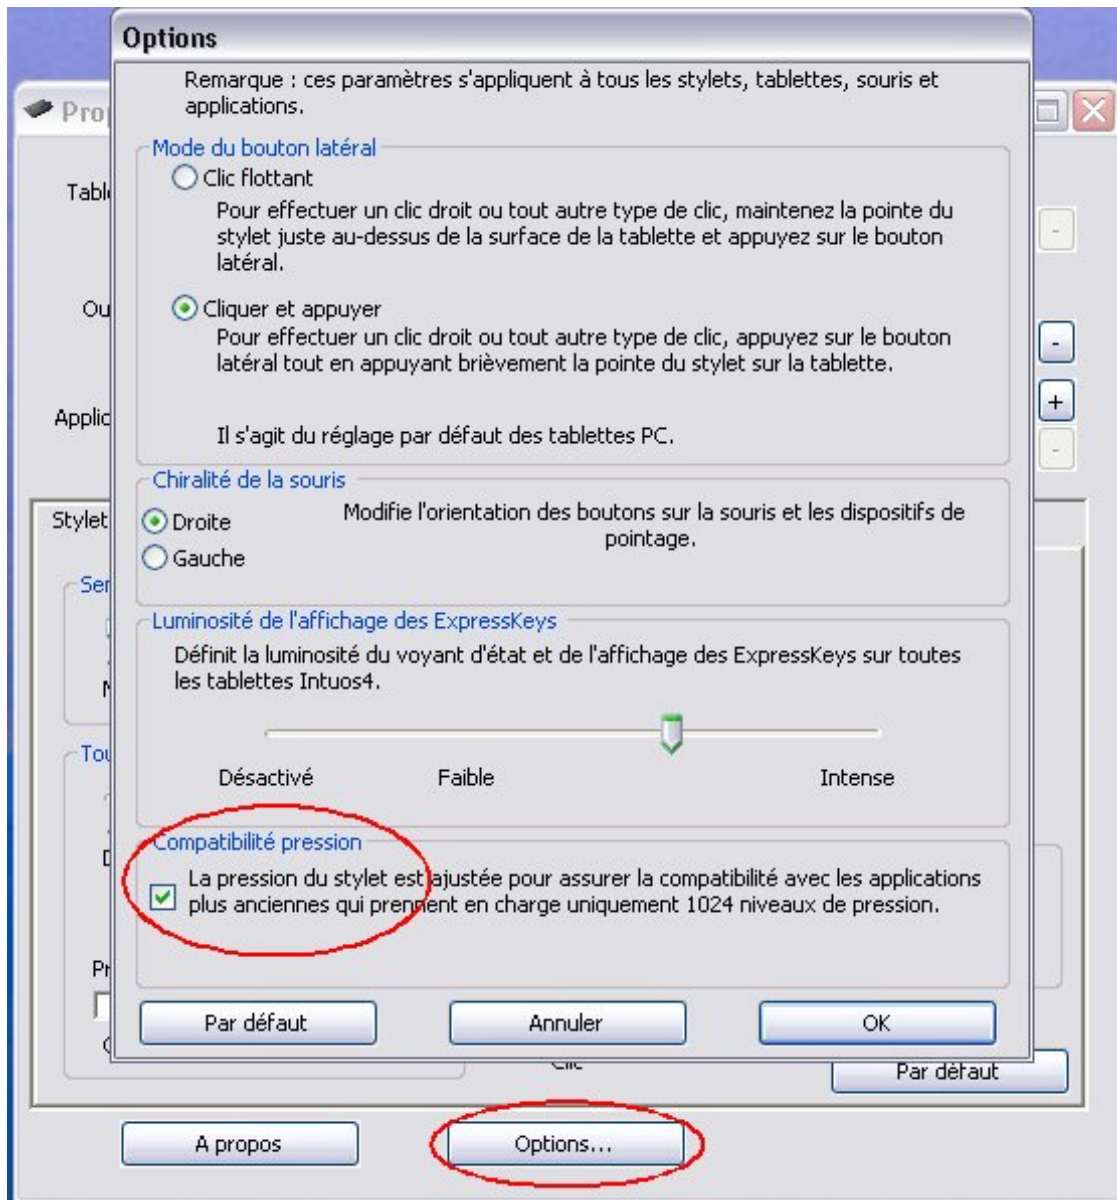 Options
Remarque : ces paramètres s'appliquent à tous les stylets, tablettes, souris et
applications.
Mode du bouton latéral
Clic flottant
Pour effectuer un clic droit ou tout autre type de clic, maintenez la pointe du
stylet juste au-dessus de la surface de la tablette et appuyez sur le bouton
latéral.
Cliquer et appuyer
Pour effectuer un clic droit ou tout autre type de clic, appuyez sur le bouton
latéral tout en appuyant brièvement la pointe du stylet sur la tablette.
Il s'agit du réglage par défaut des tablettes PC.
Chiralité de la souris
Droite
Gauche
Modifie l'orientation des boutons sur la souris et les dispositifs de
pointage.
Luminosité de l'affichage des ExpressKeys
Définit la luminosité du voyant d'état et de l'affichage des ExpressKeys sur toutes
les tablettes Intuos4.
Désactivé Faible Intense
Compatibilité pression
La pression du stylet est ajustée pour assurer la compatibilité avec les applications
plus anciennes qui prennent en charge uniquement 1024 niveaux de pression.
Par défaut Annuler OK
Prop
Tabl
Ou
Applic
Stylet
Ser
Tou
Pr
Par défaut
A propos Options...